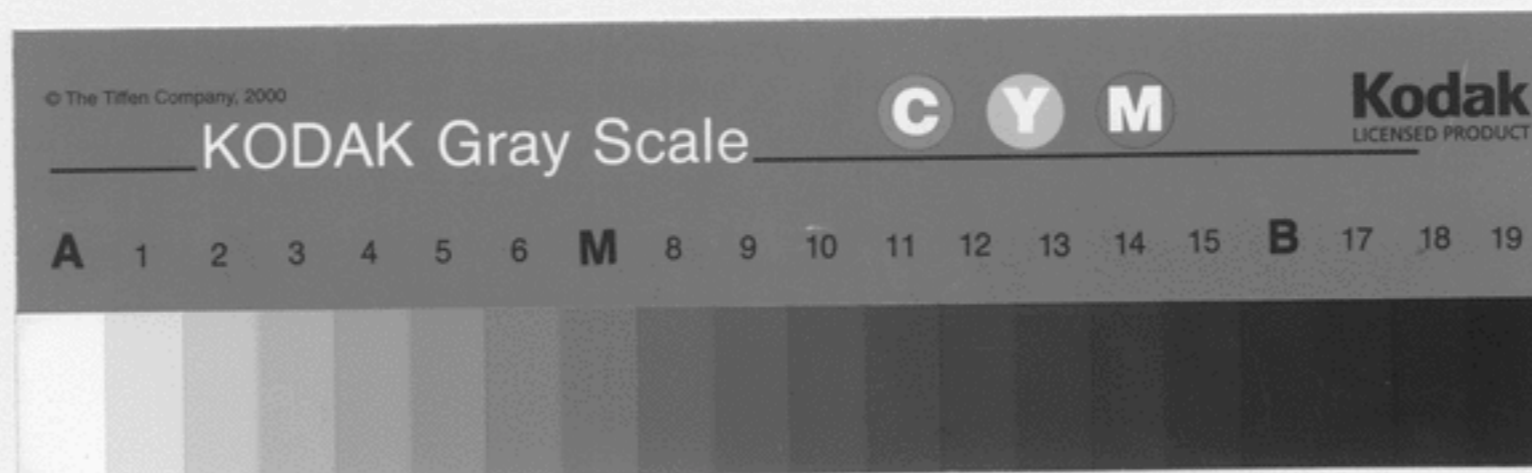 © The Tiffen Company, 2000
KODAK Gray Scale
C Y M
Kodak
LICENSED PRODUCT
A 1 2 3 4 5 6 M 8 9 10 11 12 13 14 15 B 17 18 19